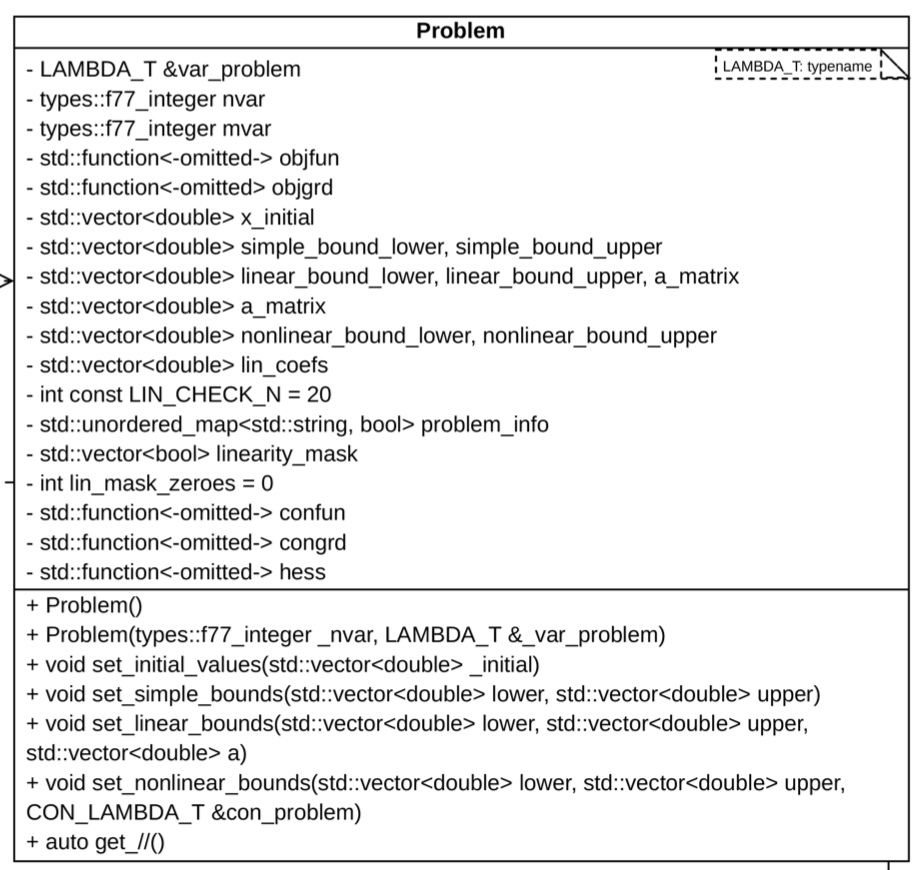 Problem
LAMBDA_T: typename
- LAMBDA_T &var_problem
- types::f77_integer nvar
- types::f77_integer mvar
- std::function<-omitted-> objfun
- std::function<-omitted> objgrd
- std::vector<double> x_initial
- std::vector<double> simple_bound_lower, simple_bound_upper
- std::vector<double> linear_bound_lower, linear_bound_upper, a_matrix
- std::vector<double> a_matrix
- std::vector<double> nonlinear_bound_lower, nonlinear_bound_upper
- std::vector<double> lin_coefs
- int const LIN_CHECK_N = 20
- std::unordered_map<std::string, bool> problem_info
- std::vector<bool> linearity_mask
- int lin_mask_zeroes = 0
- std::function<-omitted-> confun
- std::function<-omitted-> congrd
- std::function<-omitted-> hess
+ Problem()
+ Problem(types::f77_integer _nvar, LAMBDA_T &_var_problem)
+ void set_initial_values(std::vector<double> _initial)
+ void set_simple_bounds(std::vector<double> lower, std::vector<double> upper)
+ void set_linear_bounds(std::vector<double> lower, std::vector<double> upper,
std::vector<double> a)
+ void set_nonlinear_bounds(std::vector<double> lower, std::vector<double> upper,
CON_LAMBDA_T &con_problem)
+ auto get_//()